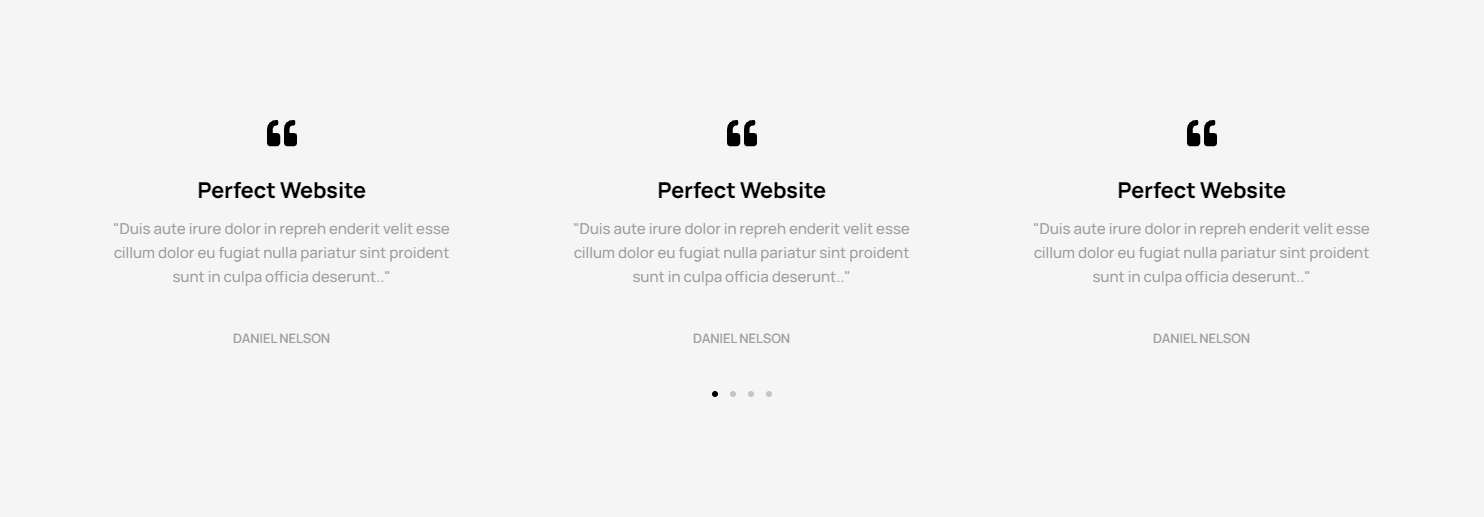 Perfect Website
"Duis aute irure dolor in repreh enderit velit esse
cillum dolor eu fugiat nulla pariatur sint proident
sunt in culpa officia deserunt.."
DANIEL NELSON
Perfect Website
"Duis aute irure dolor in repreh enderit velit esse
cillum dolor eu fugiat nulla pariatur sint proident
sunt in culpa officia deserunt.."
DANIEL NELSON
Perfect Website
"Duis aute irure dolor in repreh enderit velit esse
cillum dolor eu fugiat nulla pariatur sint proident
sunt in culpa officia deserunt.."
DANIEL NELSON